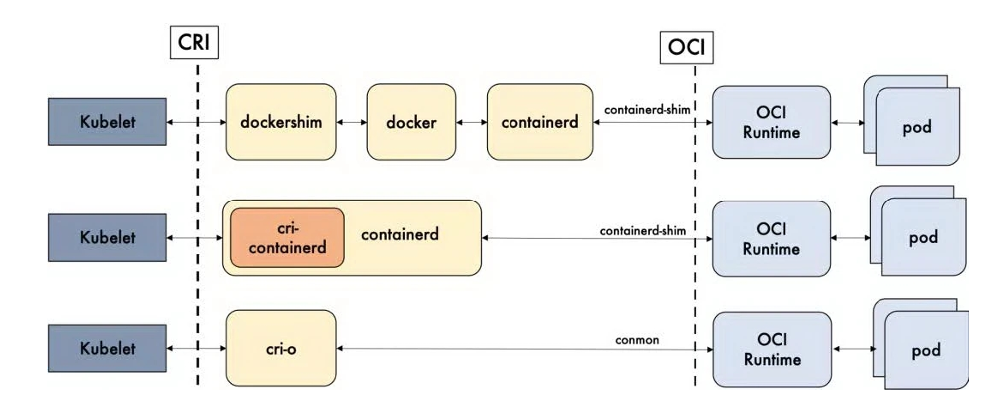 CRI
OCI
Kubelet
dockershim
docker
containerd
containerd-shim
OCI
Runtime
pod
Kubelet
cri-
containerd
containerd
containerd-shim
OCI
Runtime
pod
Kubelet
cri-o
conmon
OCI
Runtime
pod